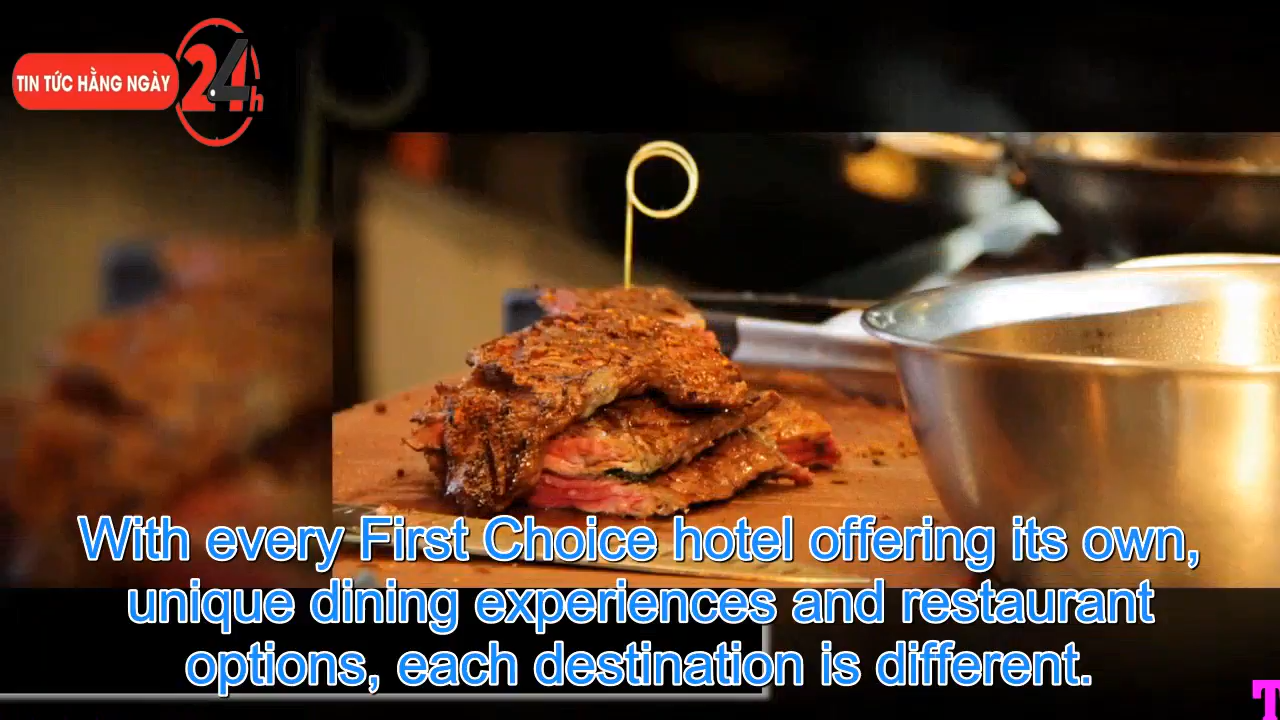 TIN TỨC HẰNG NGÀY
24h
With every First Choice hotel offering its own,
unique dining experiences and restaurant
options, each destination is different.
T